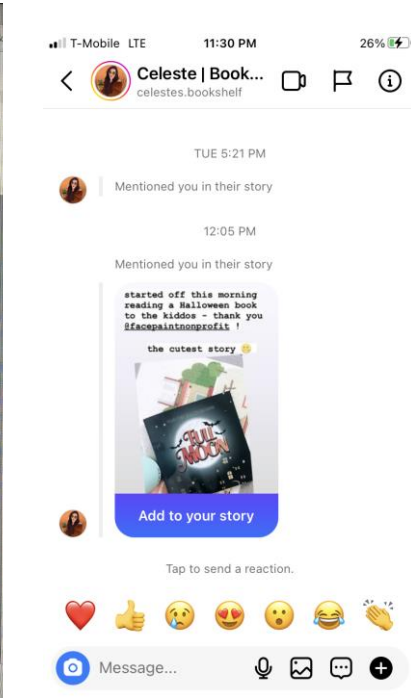 T-Mobile LTE 11:30 PM 26%
Celeste | Book...
celestes.bookshelf
TUE 5:21 PM
Mentioned you in their story
12:05 PM
Mentioned you in their story
started off this morning
reading a Halloween book
to the kiddos - thank you
@facepaintnonprofit !
the cutest story
FULL
MOON
Add to your story
Tap to send a reaction.
Message...